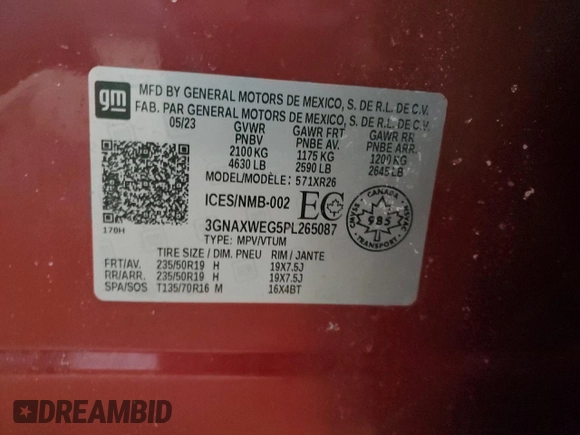 gm
MFD BY GENERAL MOTORS DE MEXICO, S. DE R.L. DE C.V.
FAB. PAR GENERAL MOTORS DE MEXICO, S. DE R.L. DE C.V.
05/23 GVWR GAWR FRT GAWR RR
PNBV PNBE AV. PNBE ARR.
2100 KG 1175 KG 1200 KG
4630 LB 2590 LB 2645 LB
MODEL/MODÈLE: 571XR26
ICES/NMB-002 EC
CANADA
SVMAC NSVAC
985
TRANSPORT
170H
3GNAXWEG5PL265087
TYPE: MPV/VTUM
TIRE SIZE / DIM. PNEU RIM / JANTE
FRT/AV. 235/50R19 H 19X7.5J
RR/ARR. 235/50R19 H 19X7.5J
SPA/SOS T135/70R16 M 16X4BT
DREAMBID